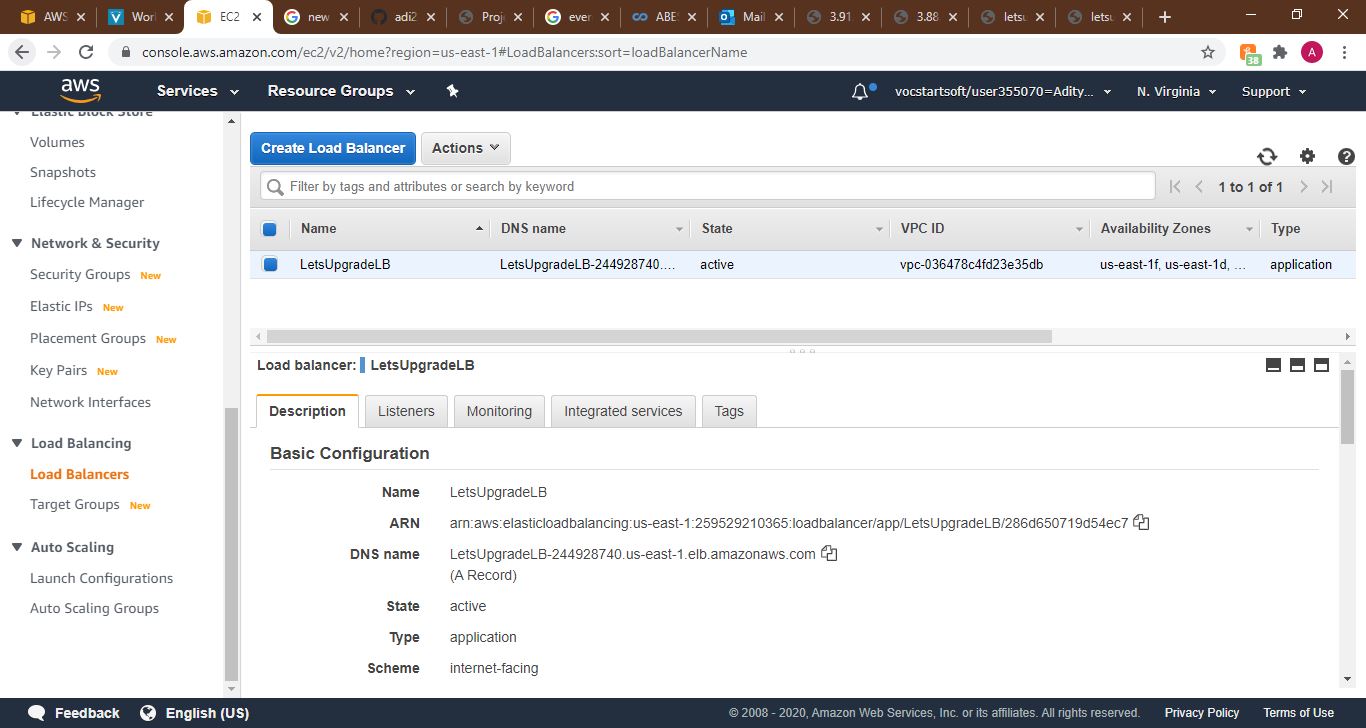 AWS
Worl
EC2
new
adi2
Proje
ever
ABES
Mail
3.91
3.88
letsu
letsu
console.aws.amazon.com/ec2/v2/home?region=us-east-1#LoadBalancers:sort=loadBalancerName
38
A
aws
Services
Resource Groups
vocstartsoft/user355070=Adity...
N. Virginia
Support
Elastic Block Store
Volumes
Snapshots
Lifecycle Manager
Network & Security
Security Groups New
Elastic IPs New
Placement Groups New
Key Pairs New
Network Interfaces
Load Balancing
Load Balancers
Target Groups New
Auto Scaling
Launch Configurations
Auto Scaling Groups
Create Load Balancer
Actions
Filter by tags and attributes or search by keyword
1 to 1 of 1
Name DNS name State VPC ID Availability Zones Type
LetsUpgradeLB LetsUpgradeLB-244928740.... active vpc-036478c4fd23e35db us-east-1f, us-east-1d, ... application
Load balancer: LetsUpgradeLB
Description Listeners Monitoring Integrated services Tags
Basic Configuration
Name LetsUpgradeLB
ARN arn:aws:elasticloadbalancing:us-east-1:259529210365:loadbalancer/app/LetsUpgradeLB/286d650719d54ec7
DNS name LetsUpgradeLB-244928740.us-east-1.elb.amazonaws.com
(A Record)
State active
Type application
Scheme internet-facing
Feedback
English (US)
© 2008 - 2020, Amazon Web Services, Inc. or its affiliates. All rights reserved.
Privacy Policy
Terms of Use